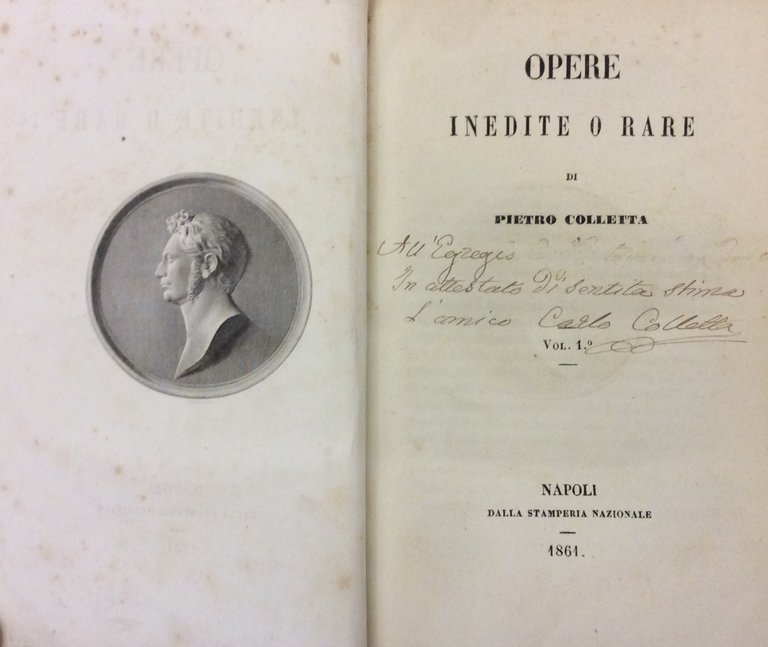 OPERE
INEDITE O RARE
DI
PIETRO COLLETTA
All'Egregio
In attestato di sentita stima
L'amico Carlo Colletta
VOL. 1.º
NAPOLI
DALLA STAMPERIA NAZIONALE
1861.